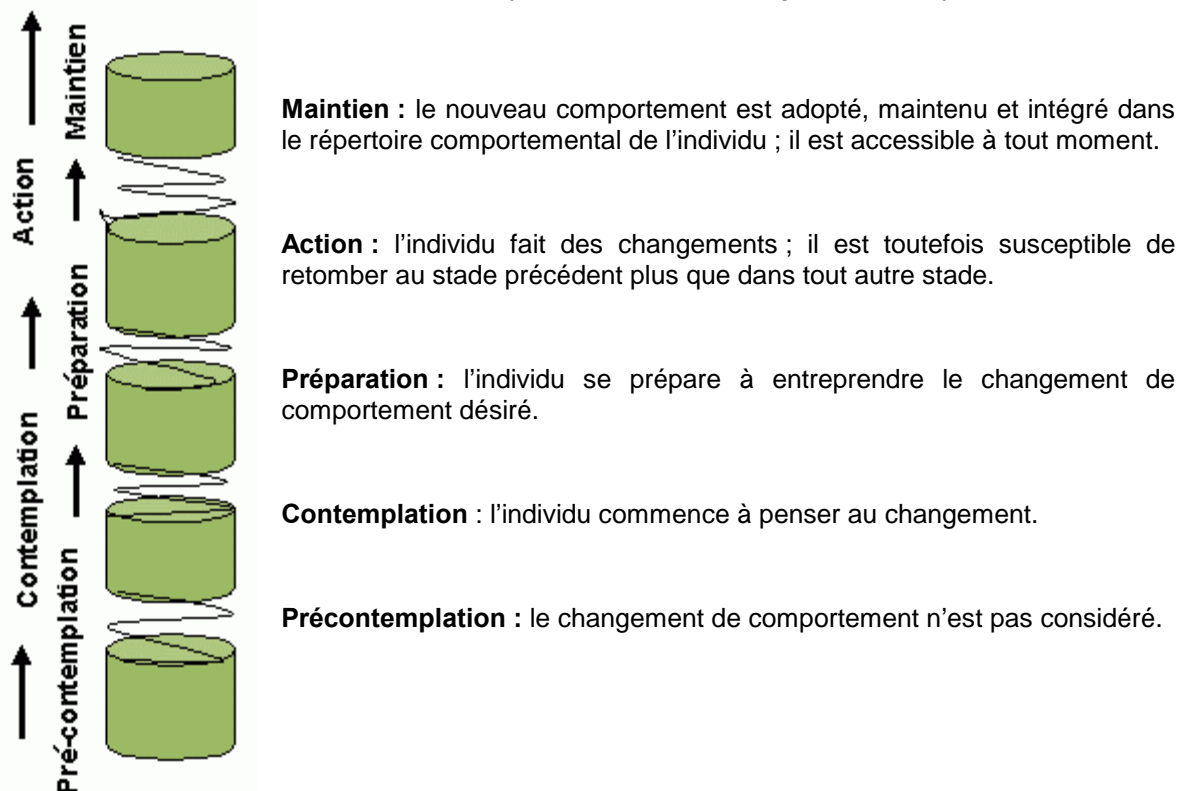 Maintien
Maintien : le nouveau comportement est adopté, maintenu et intégré dans
le répertoire comportemental de l’individu ; il est accessible à tout moment.
Action
Action : l’individu fait des changements ; il est toutefois susceptible de
retomber au stade précédent plus que dans tout autre stade.
Préparation
Préparation : l’individu se prépare à entreprendre le changement de
comportement désiré.
Contemplation
Contemplation : l’individu commence à penser au changement.
Pré-contemplation
Précontemplation : le changement de comportement n’est pas considéré.